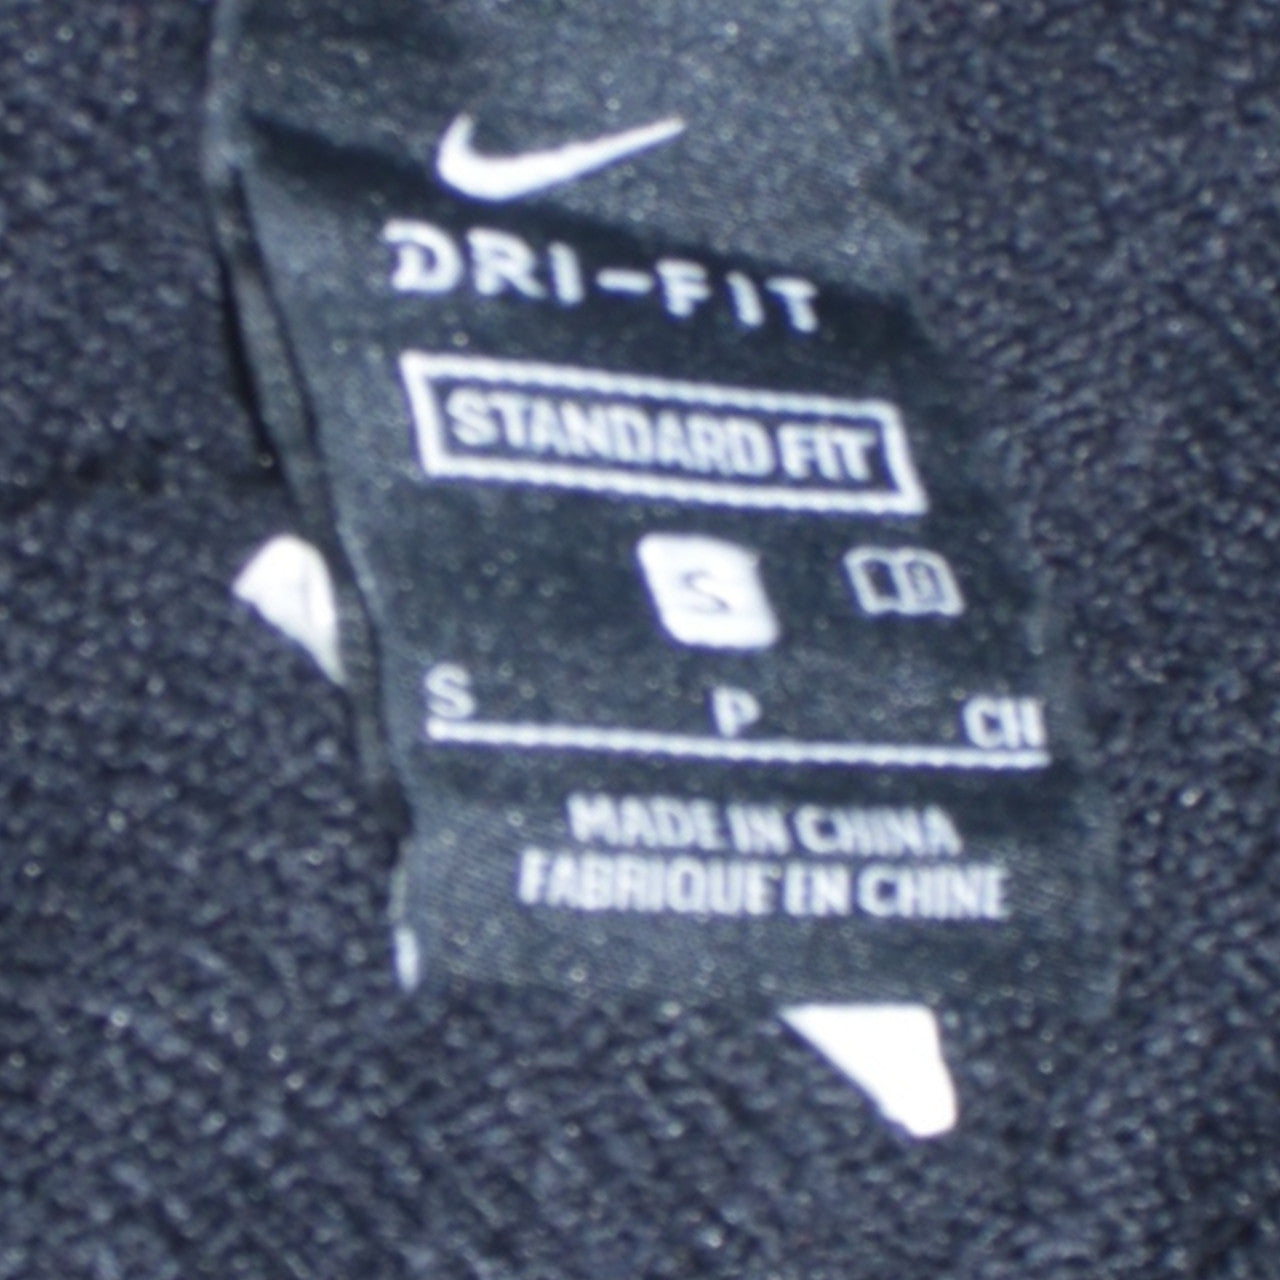 DRI-FIT
STANDARD FIT
S
S P CH
MADE IN CHINA
FABRIQUE EN CHINE